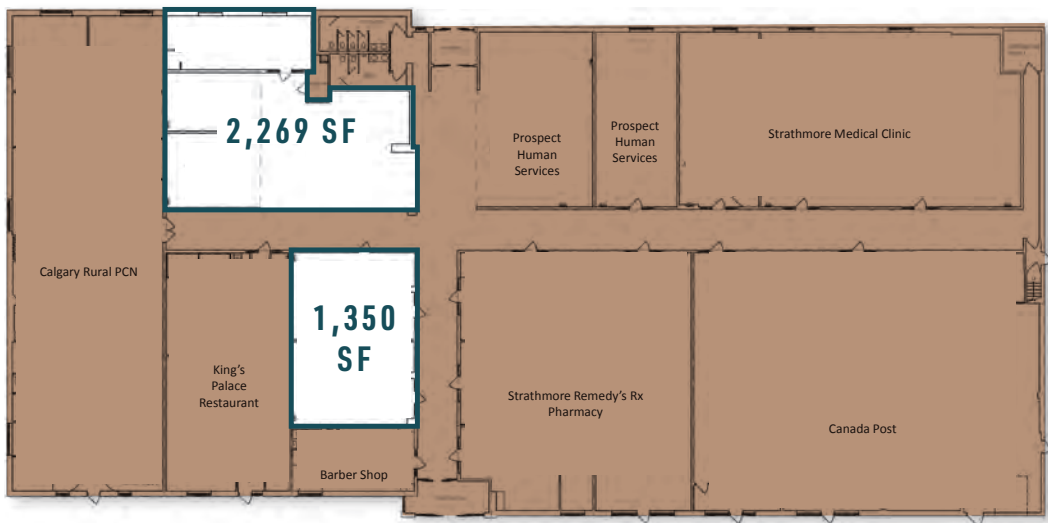 2,269 SF
Prospect
Human
Services
Prospect
Human
Services
Strathmore Medical Clinic
Calgary Rural PCN
1,350
SF
King's
Palace
Restaurant
Strathmore Remedy's Rx
Pharmacy
Canada Post
Barber Shop